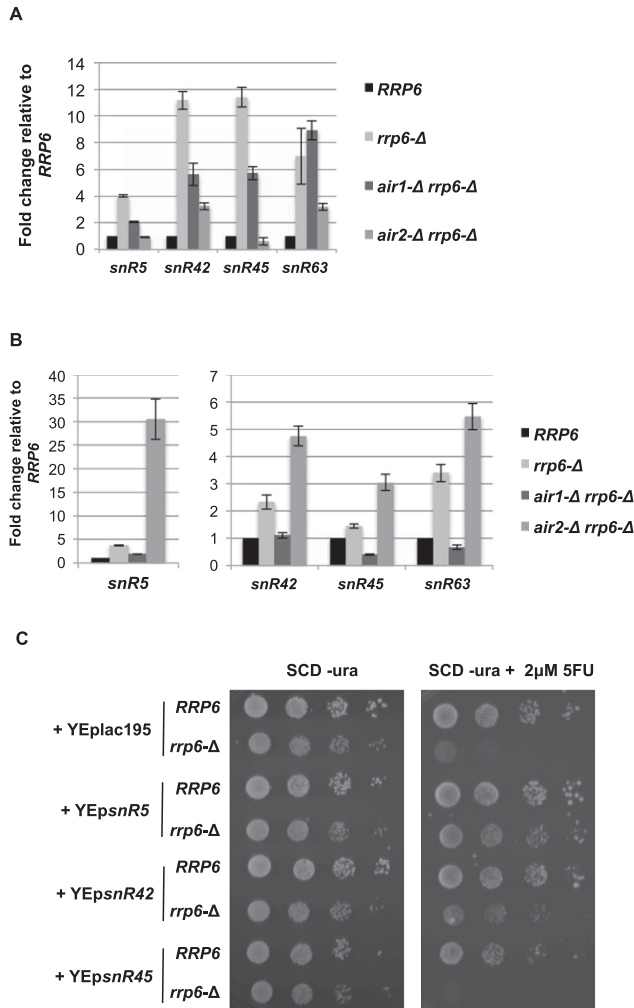 A
Fold change relative to
RRP6
14
12
10
8
6
4
2
0
snR5 snR42 snR45 snR63
RRP6
rrp6-Δ
air1-Δ rrp6-Δ
air2-Δ rrp6-Δ
B
Fold change relative to
RRP6
40
35
30
25
20
15
10
5
0
snR5
7
6
5
4
3
2
1
0
snR42 snR45 snR63
RRP6
rrp6-Δ
air1-Δ rrp6-Δ
air2-Δ rrp6-Δ
C
SCD -ura SCD -ura + 2µM 5FU
+ YEplac195
RRP6
rrp6-Δ
+ YEpsnR5
RRP6
rrp6-Δ
+ YEpsnR42
RRP6
rrp6-Δ
+ YEpsnR45
RRP6
rrp6-Δ